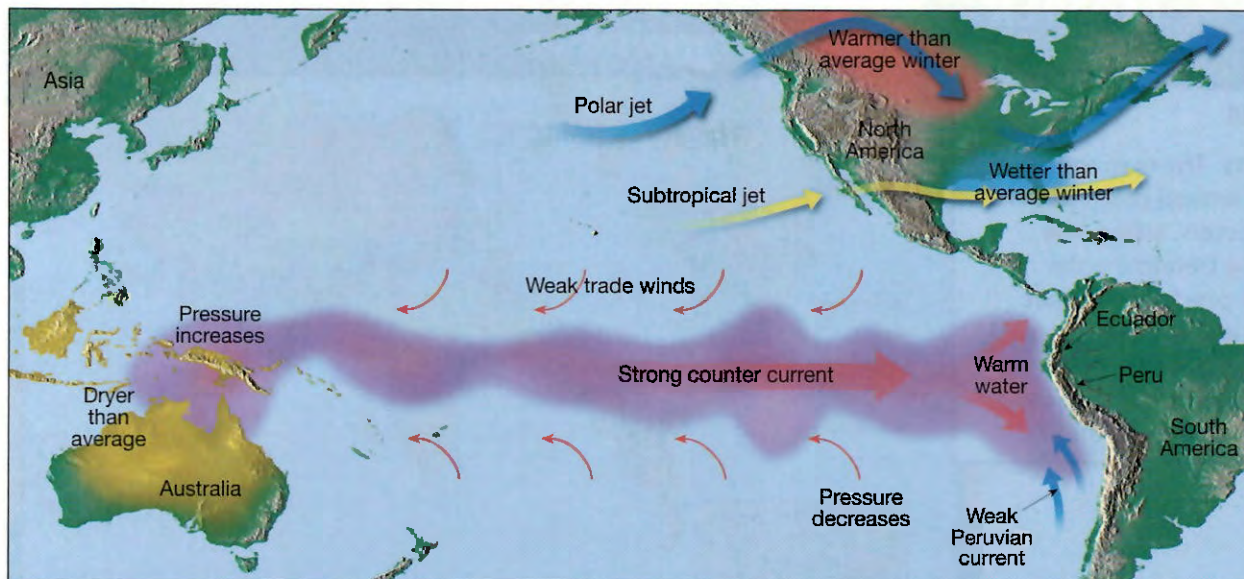 Asia
Warmer than
average winter
Polar jet
North
America
Subtropical jet
Wetter than
average winter
Weak trade winds
Pressure
increases
Ecuador
Strong counter current
Warm
water
Peru
Dryer
than
average
South
America
Australia
Pressure
decreases
Weak
Peruvian
current